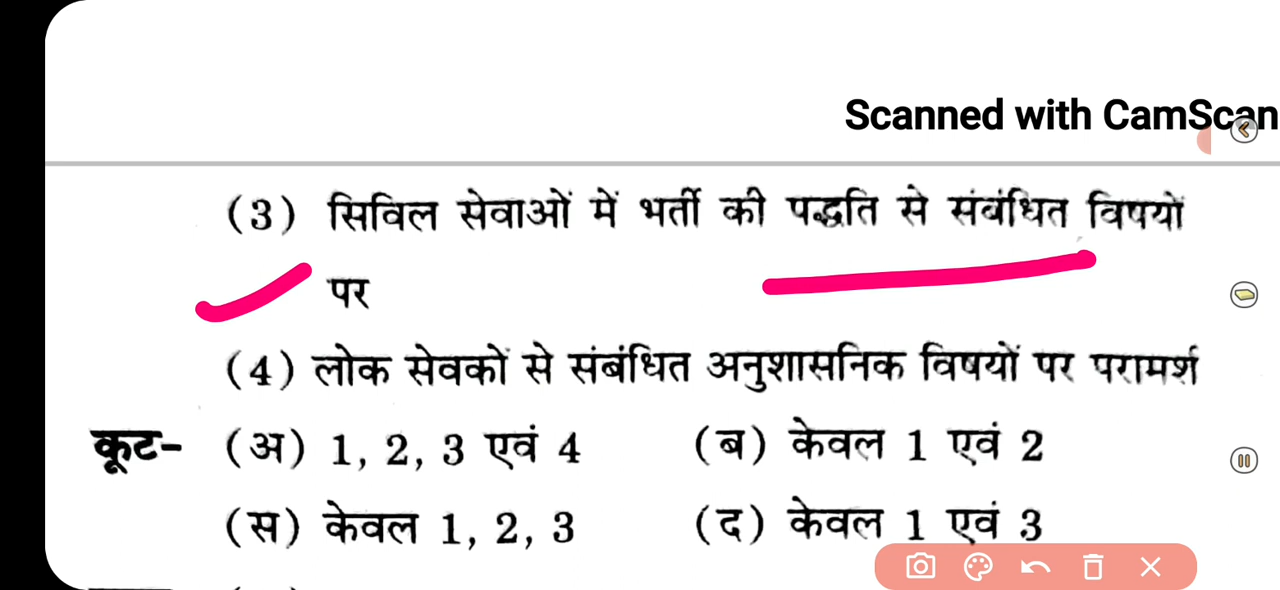 Scanned with CamScan
(3) सिविल सेवाओं में भर्ती की पद्धति से संबंधित विषयों
पर
(4) लोक सेवकों से संबंधित अनुशासनिक विषयों पर परामर्श
कूट- (अ) 1, 2, 3 एवं 4 (ब) केवल 1 एवं 2
(स) केवल 1, 2, 3 (द) केवल 1 एवं 3